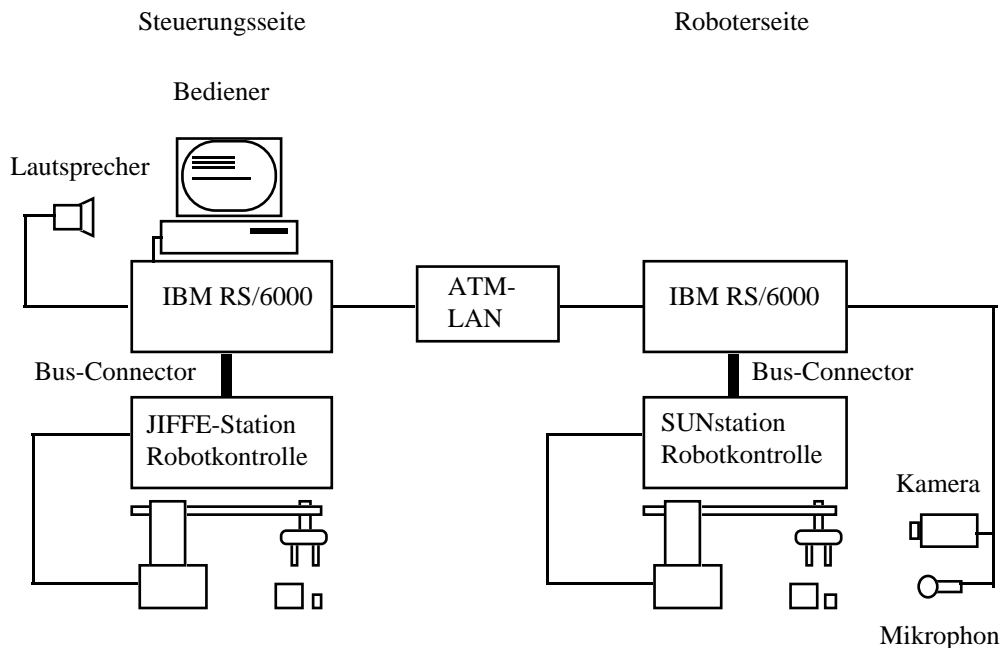 Steuerungsseite
Roboterseite
Bediener
Lautsprecher
IBM RS/6000
ATM-
LAN
IBM RS/6000
Bus-Connector
Bus-Connector
JIFFE-Station
Robotkontrolle
SUNstation
Robotkontrolle
Kamera
Mikrophon